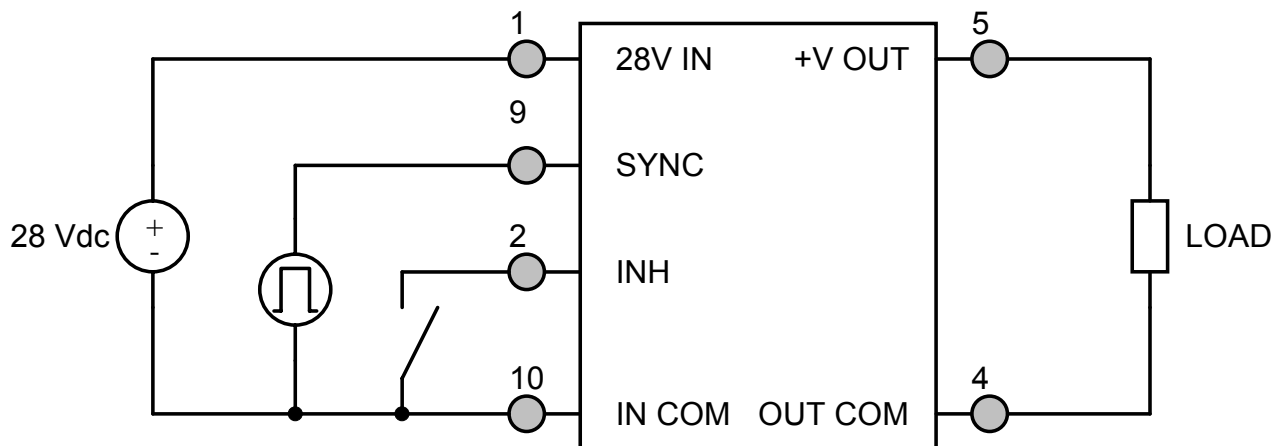 1
28V IN
+V OUT
5
9
SYNC
28 Vdc
+
-
2
INH
LOAD
10
IN COM
OUT COM
4